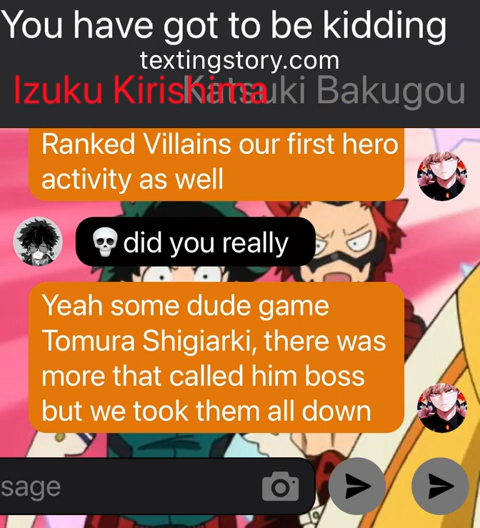 You have got to be kidding
textingstory.com
Izuku Kirishima Katsuki Bakugou
Ranked Villains our first hero
activity as well
💀did you really
Yeah some dude game
Tomura Shigiarki, there was
more that called him boss
but we took them all down
sage